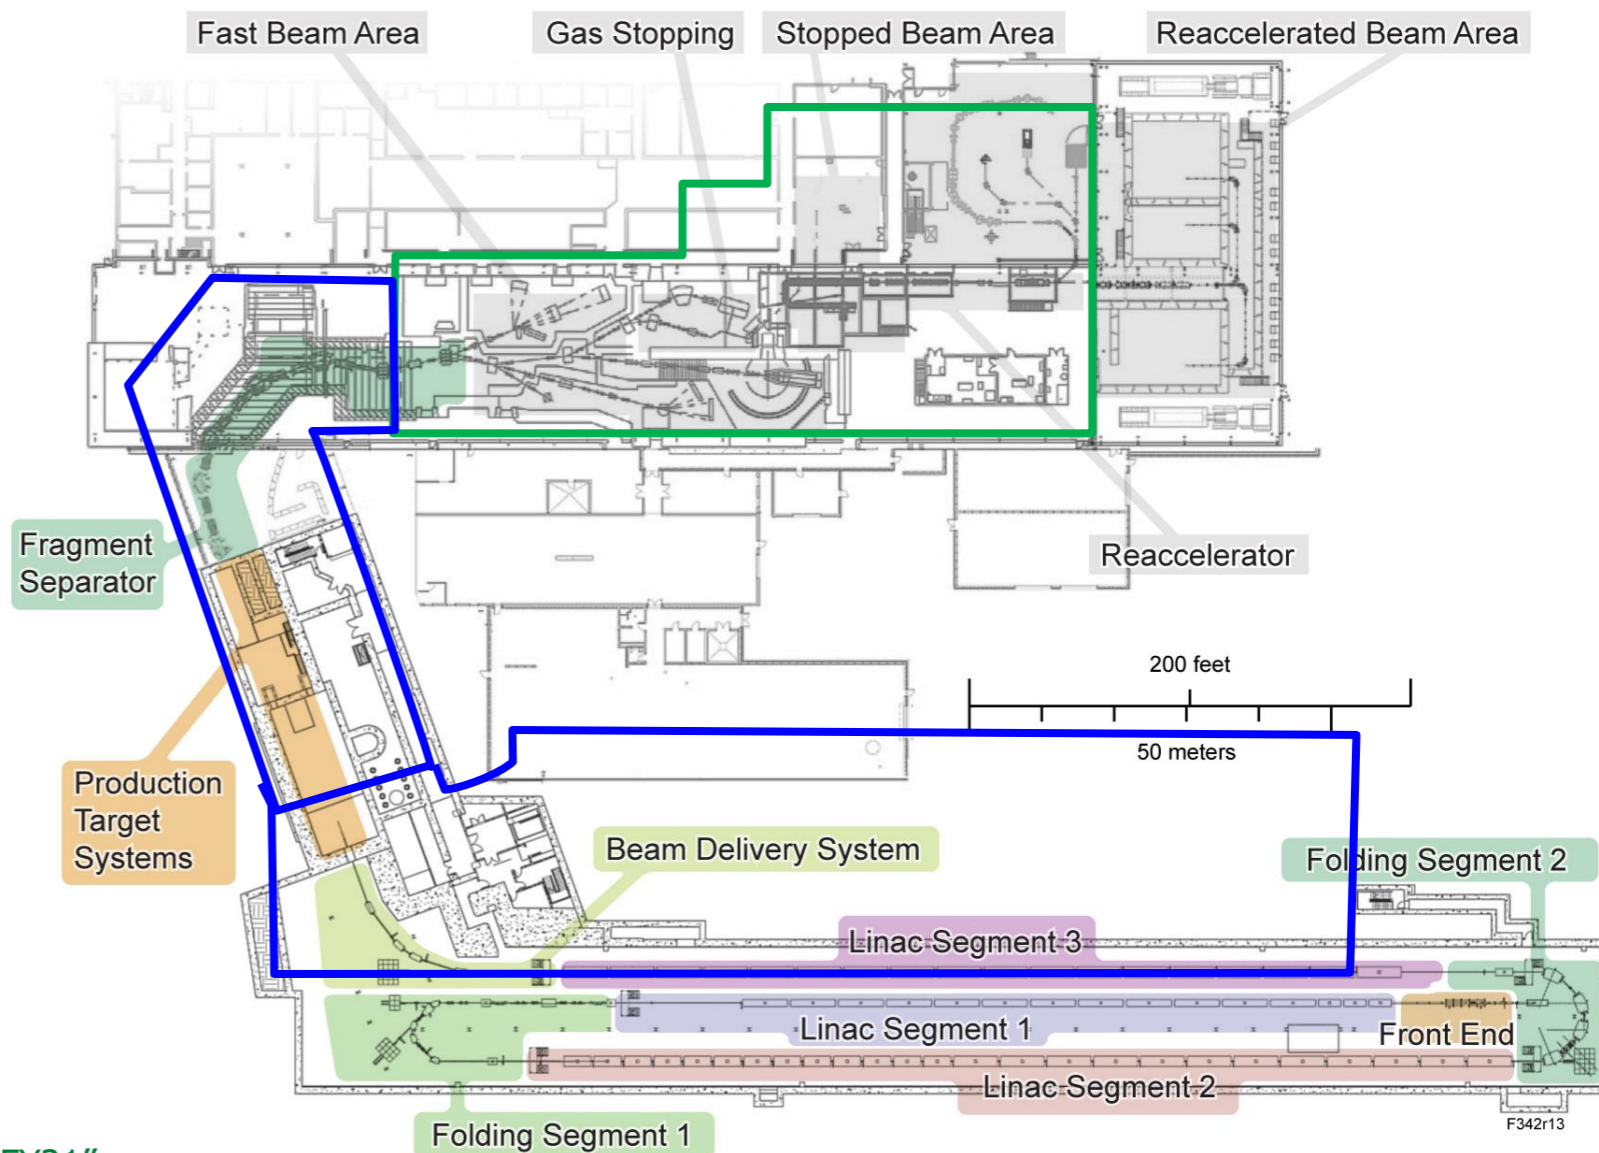 Fast Beam Area
Gas Stopping
Stopped Beam Area
Reaccelerated Beam Area
Fragment
Separator
Reaccelerator
200 feet
50 meters
Production
Target
Systems
Beam Delivery System
Folding Segment 2
Linac Segment 3
Linac Segment 1
Front End
Linac Segment 2
F342r13
Folding Segment 1